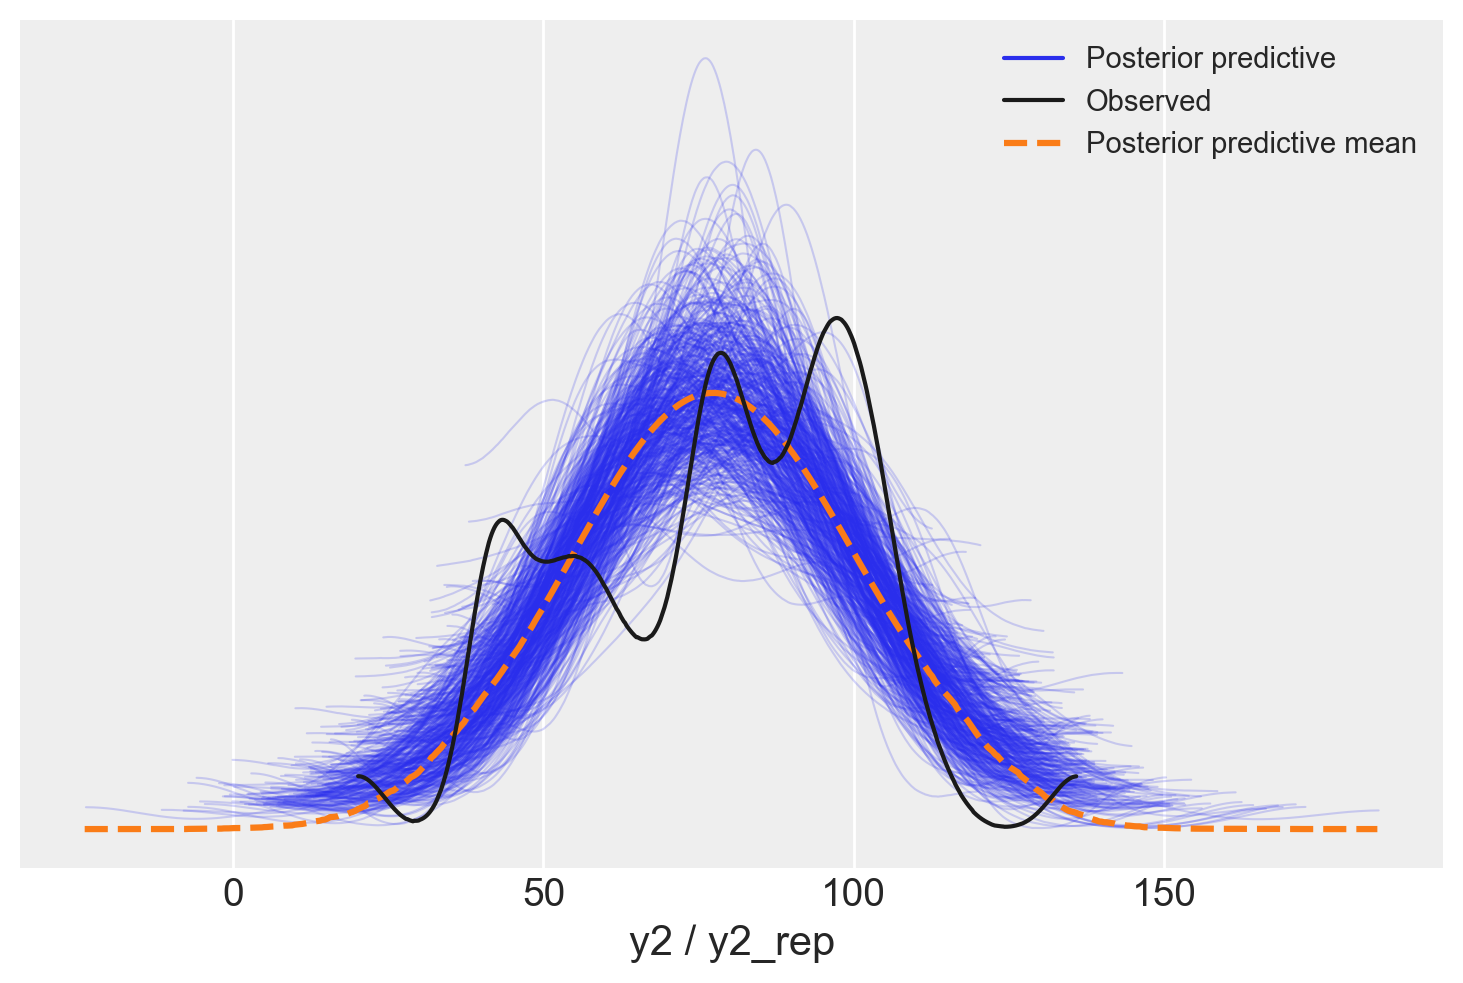 Posterior predictive
Observed
Posterior predictive mean
0 50 100 150
y2 / y2_rep